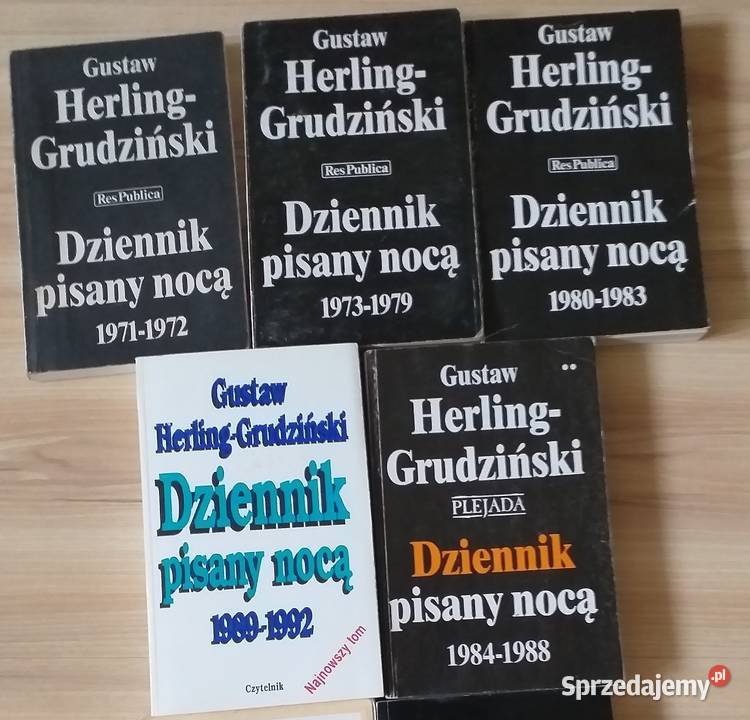 Gustaw
Herling-
Grudziński
Res Publica
Dziennik
pisany nocą
1971-1972
Gustaw
Herling-
Grudziński
Res Publica
Dziennik
pisany nocą
1973-1979
Gustaw
Herling-
Grudziński
Res Publica
Dziennik
pisany nocą
1980-1983
Gustaw
Herling-Grudziński
Dziennik
pisany nocą
1989-1992
Najnowszy tom
Czytelnik
Gustaw
Herling-
Grudziński
PLEJADA
Dziennik
pisany nocą
1984-1988
Sprzedajemy.pl